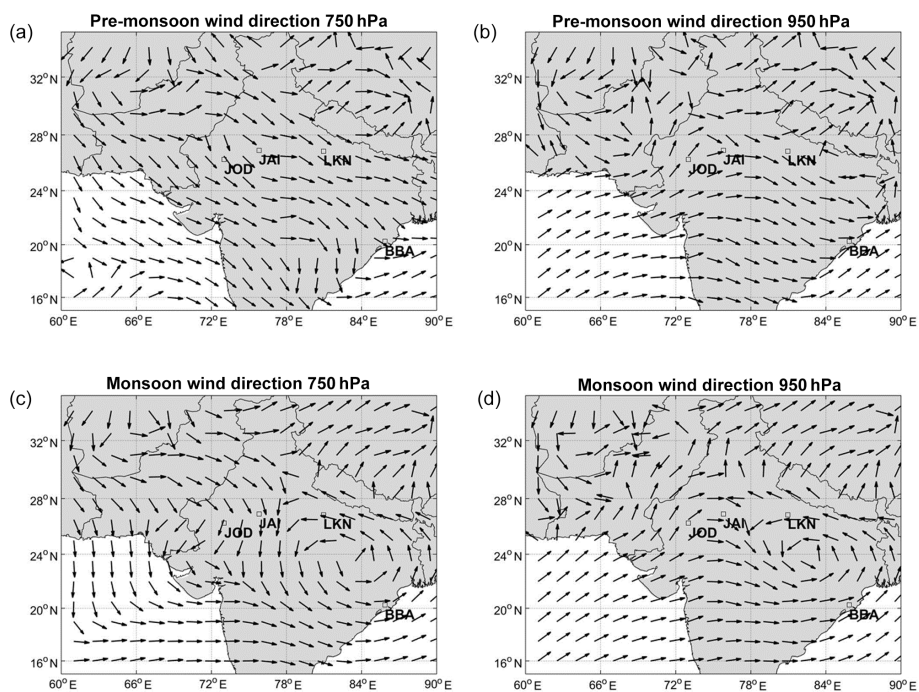 Pre-monsoon wind direction 750 hPa
(a)
32°N
28°N
24°N
20°N
16°N
60°E 66°E 72°E 78°E 84°E 90°E
JOD JAI LKN
BBA
Pre-monsoon wind direction 950 hPa
(b)
32°N
28°N
24°N
20°N
16°N
60°E 66°E 72°E 78°E 84°E 90°E
JOD JAI LKN
BBA
Monsoon wind direction 750 hPa
(c)
32°N
28°N
24°N
20°N
16°N
60°E 66°E 72°E 78°E 84°E 90°E
JOD JAI LKN
BBA
Monsoon wind direction 950 hPa
(d)
32°N
28°N
24°N
20°N
16°N
60°E 66°E 72°E 78°E 84°E 90°E
JOD JAI LKN
BBA